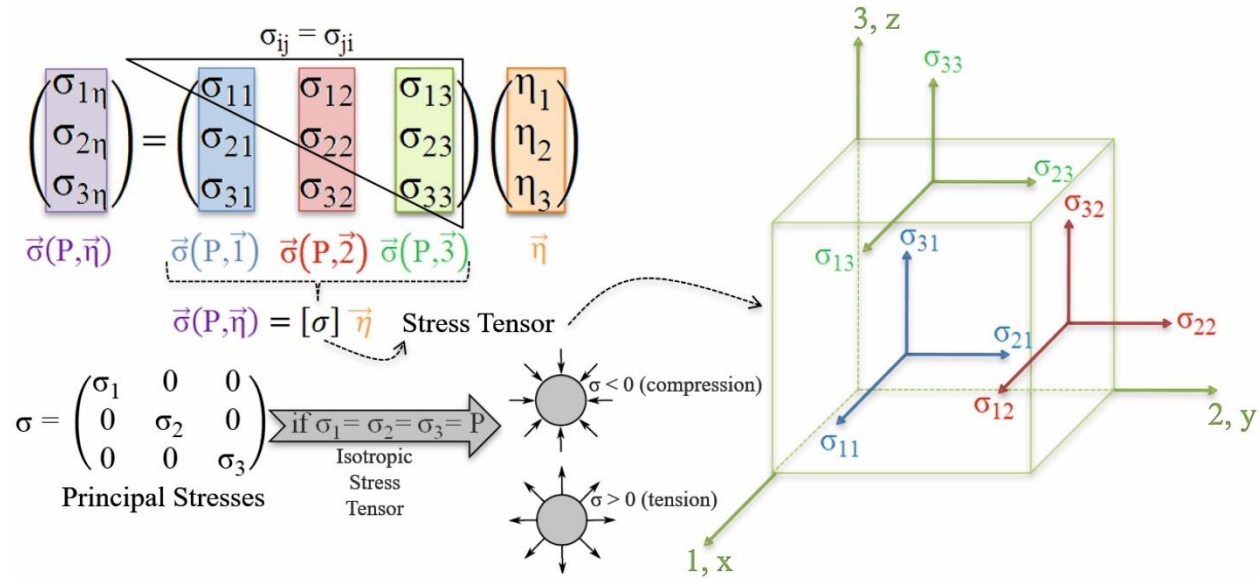 σij = σji
(σ1η σ2η σ3η) = (σ11 σ12 σ13
σ21 σ22 σ23
σ31 σ32 σ33) (η1 η2 η3)
σ⃗(P,η⃗) σ⃗(P,1⃗) σ⃗(P,2⃗) σ⃗(P,3⃗) η⃗
σ⃗(P,η⃗) = [σ] η⃗ Stress Tensor
σ = (σ1 0 0
0 σ2 0
0 0 σ3)
Principal Stresses
if σ1 = σ2 = σ3 = P
Isotropic
Stress
Tensor
σ < 0 (compression)
σ > 0 (tension)
3, z
σ33
σ23
σ13
σ32
σ31
σ22
σ21
σ12
σ11
2, y
1, x